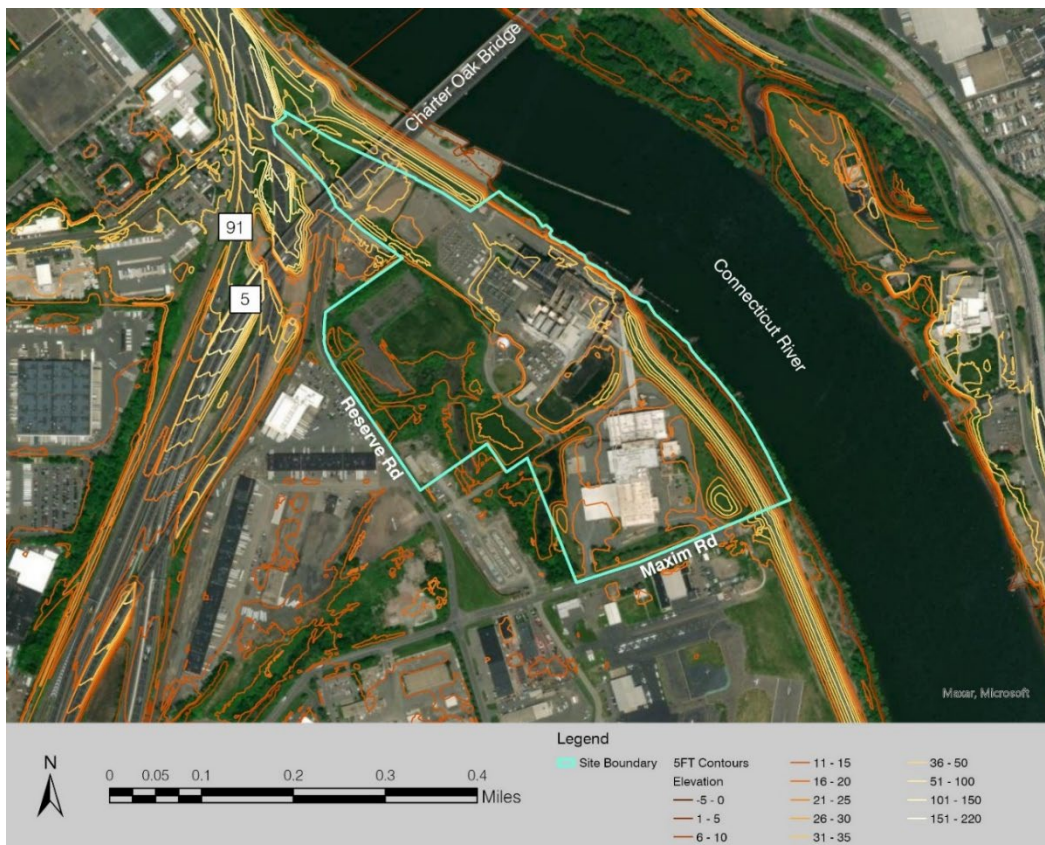 Charter Oak Bridge
91
5
Connecticut River
Reserve Rd
Maxim Rd
Maxar, Microsoft
N
0 0.05 0.1 0.2 0.3 0.4
Miles
Legend
Site Boundary
5FT Contours
Elevation
-5 - 0
1 - 5
6 - 10
11 - 15
16 - 20
21 - 25
26 - 30
31 - 35
36 - 50
51 - 100
101 - 150
151 - 220